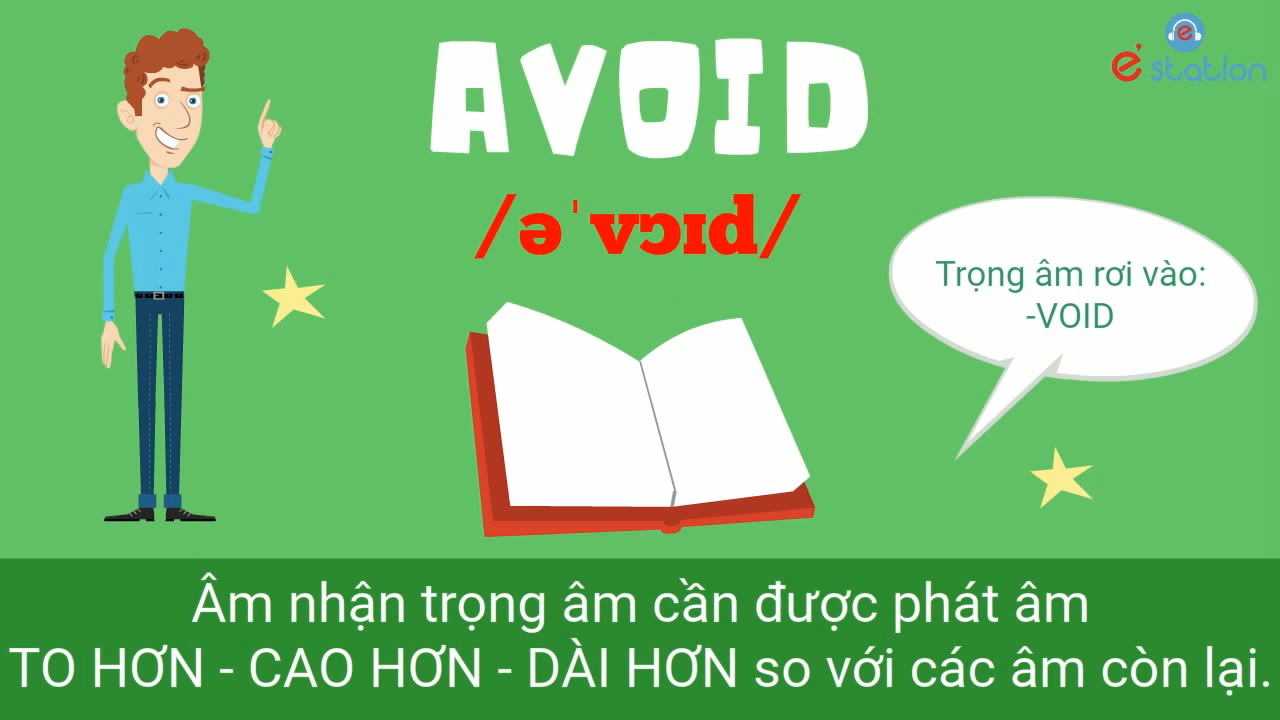 AVOID
e
e' station
/əˈvɔɪd/
Trọng âm rơi vào:
-VOID
Âm nhận trọng âm cần được phát âm
TO HƠN - CAO HƠN - DÀI HƠN so với các âm còn lại.